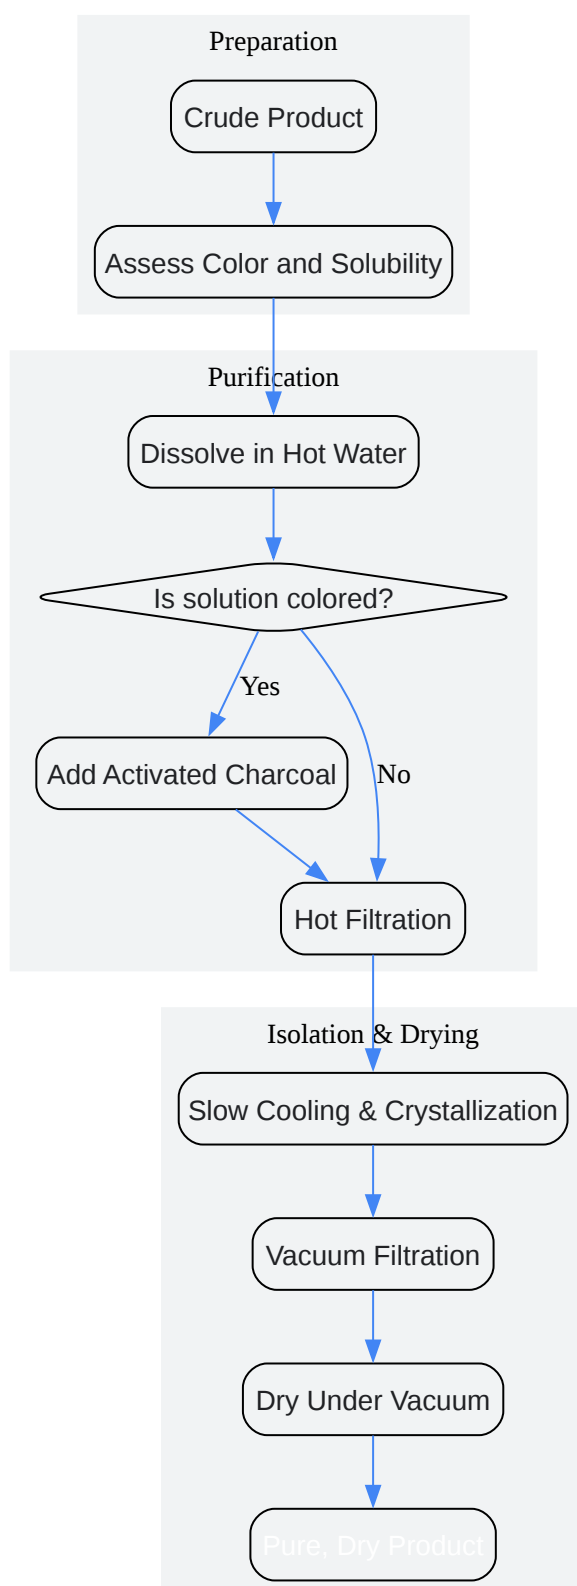 Preparation
Crude Product
Assess Color and Solubility
Purification
Dissolve in Hot Water
Is solution colored?
Yes
Add Activated Charcoal
No
Hot Filtration
Isolation & Drying
Slow Cooling & Crystallization
Vacuum Filtration
Dry Under Vacuum
Pure, Dry Product